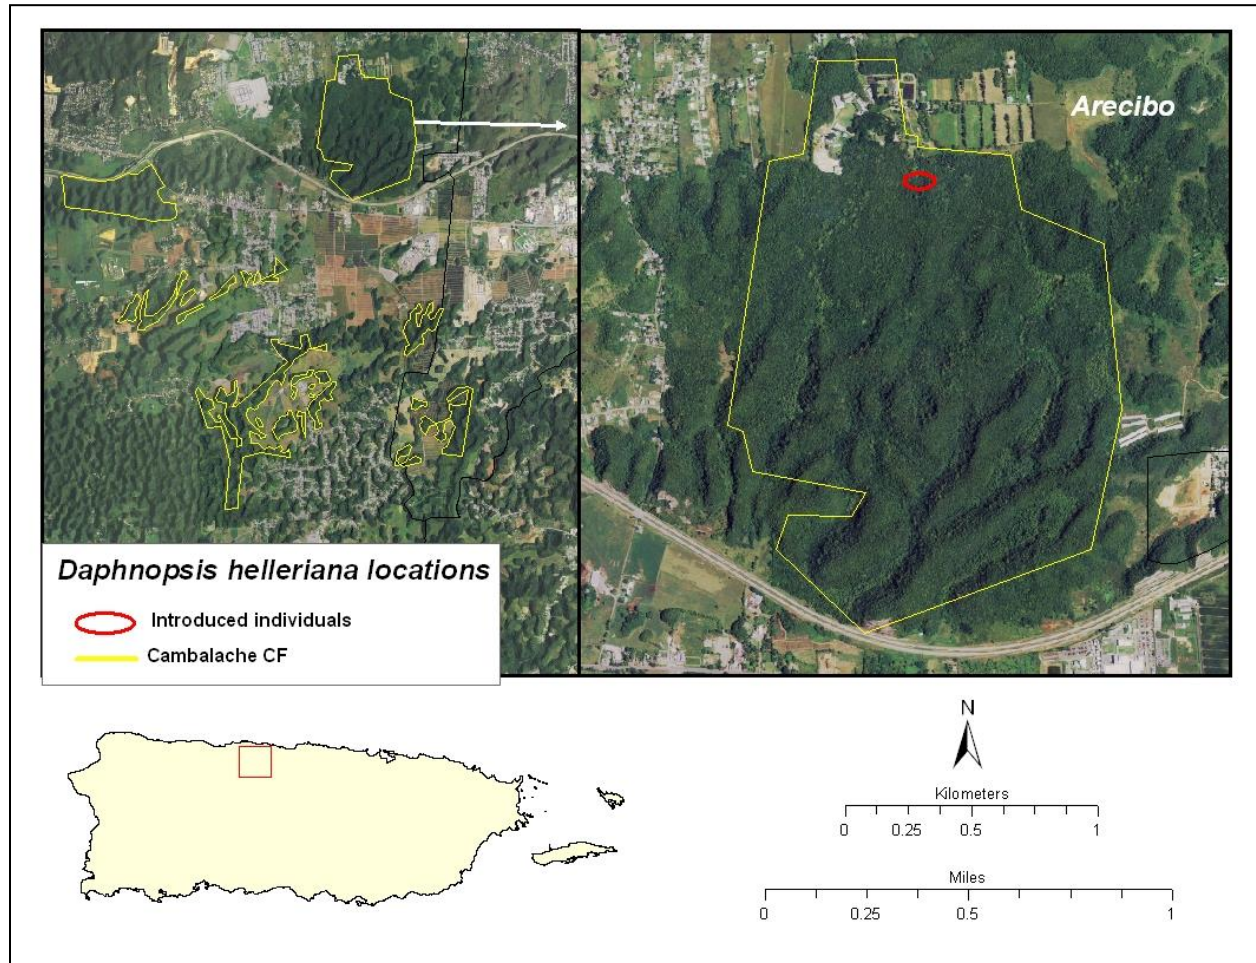 Arecibo
Daphnopsis helleriana locations
Introduced individuals
Cambalache CF
N
Kilometers
0 0.25 0.5 1
Miles
0 0.25 0.5 1